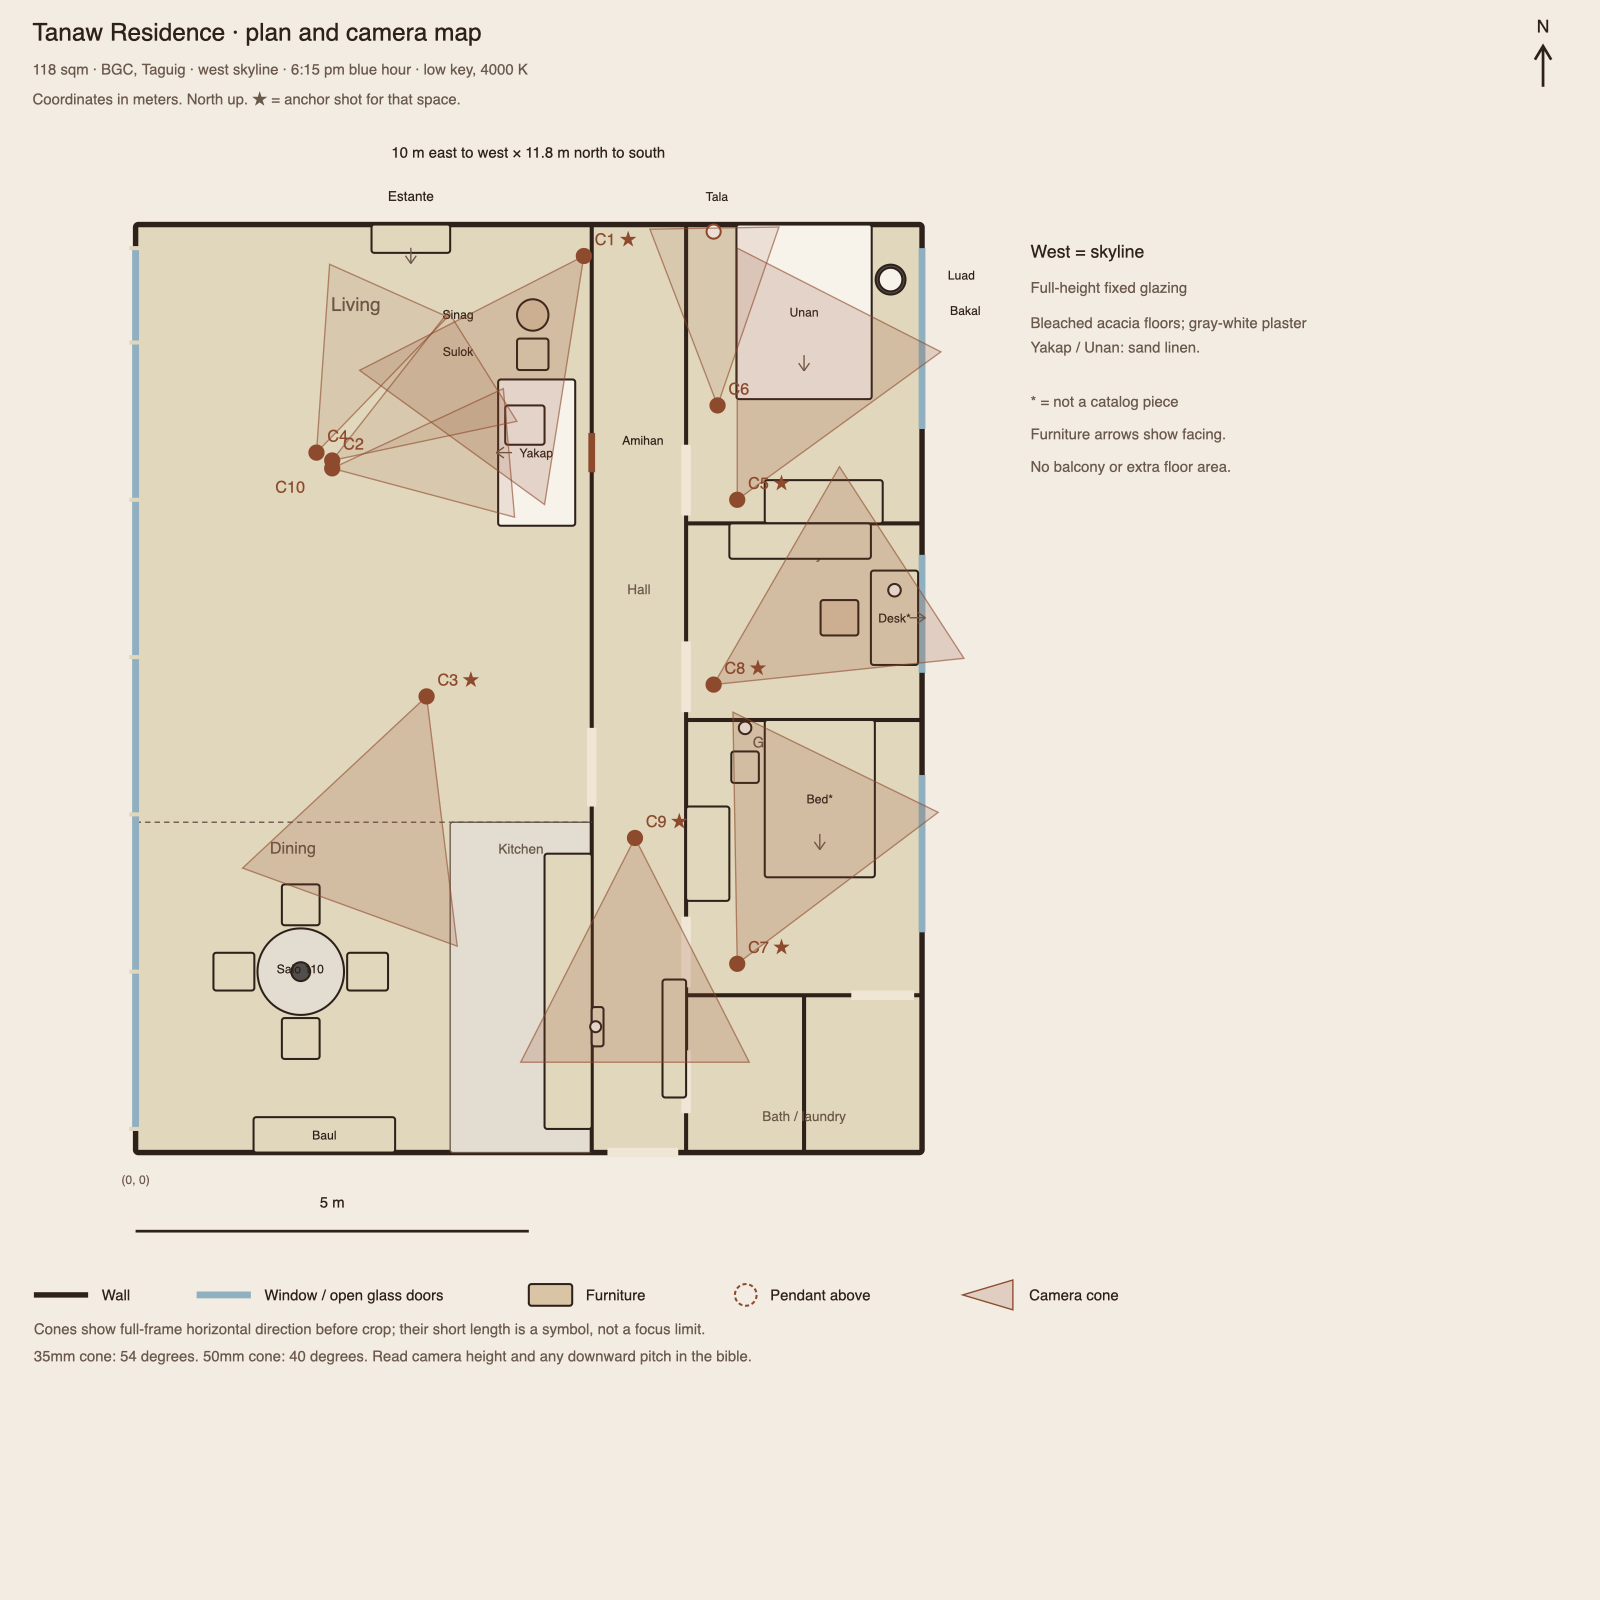 Tanaw Residence · plan and camera map
N
118 sqm · BGC, Taguig · west skyline · 6:15 pm blue hour · low key, 4000 K
Coordinates in meters. North up. ★ = anchor shot for that space.
10 m east to west × 11.8 m north to south
Estante
Tala
C1 ★
West = skyline
Luad
Full-height fixed glazing
Living
Sinag
Unan
Bakal
Bleached acacia floors; gray-white plaster
Sulok
Yakap / Unan: sand linen.
C6
* = not a catalog piece
C4
C2
Amihan
Furniture arrows show facing.
Yakap
No balcony or extra floor area.
C10
C5 ★
Hall
Desk*
C3 ★
C8 ★
G
Bed*
C9 ★
Dining
Kitchen
C7 ★
Bath / laundry
Baul
(0, 0)
5 m
Wall
Window / open glass doors
Furniture
Pendant above
Camera cone
Cones show full-frame horizontal direction before crop; their short length is a symbol, not a focus limit.
35mm cone: 54 degrees. 50mm cone: 40 degrees. Read camera height and any downward pitch in the bible.